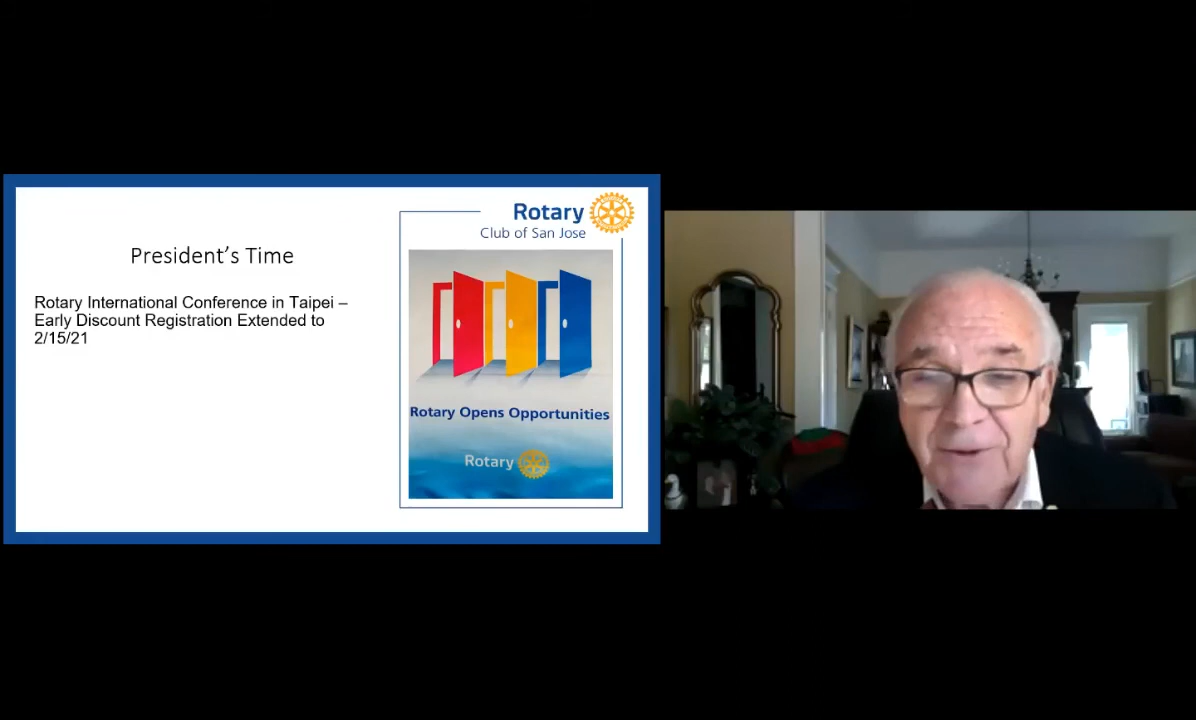 President's Time
Rotary International Conference in Taipei –
Early Discount Registration Extended to
2/15/21
Rotary
Club of San Jose
Rotary Opens Opportunities
Rotary